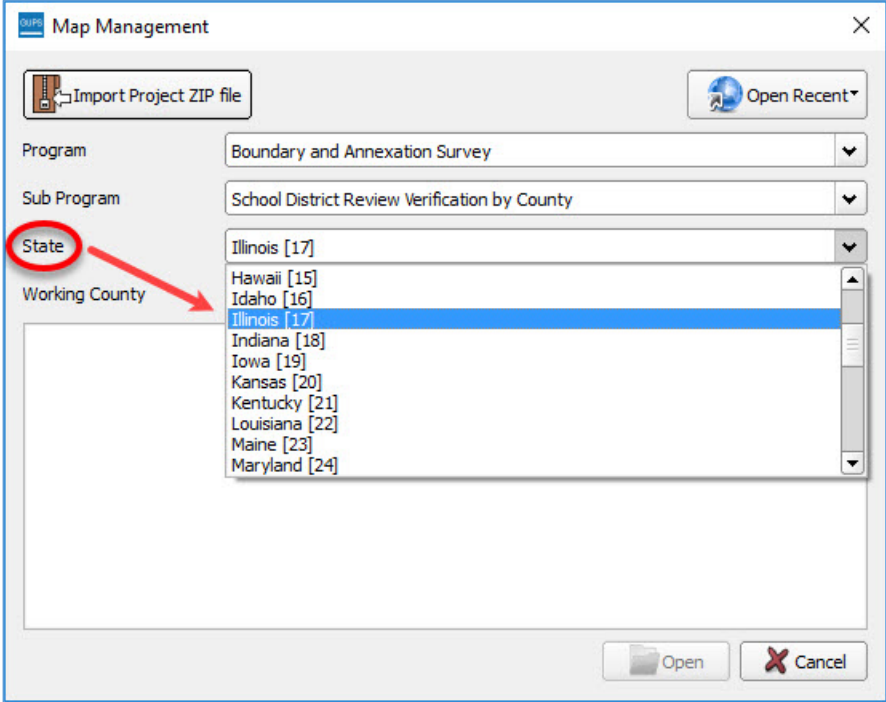 GUPS Map Management
Import Project ZIP file Open Recent
Program Boundary and Annexation Survey
Sub Program School District Review Verification by County
State Illinois [17]
Working County
Hawaii [15]
Idaho [16]
Illinois [17]
Indiana [18]
Iowa [19]
Kansas [20]
Kentucky [21]
Louisiana [22]
Maine [23]
Maryland [24]
Open Cancel